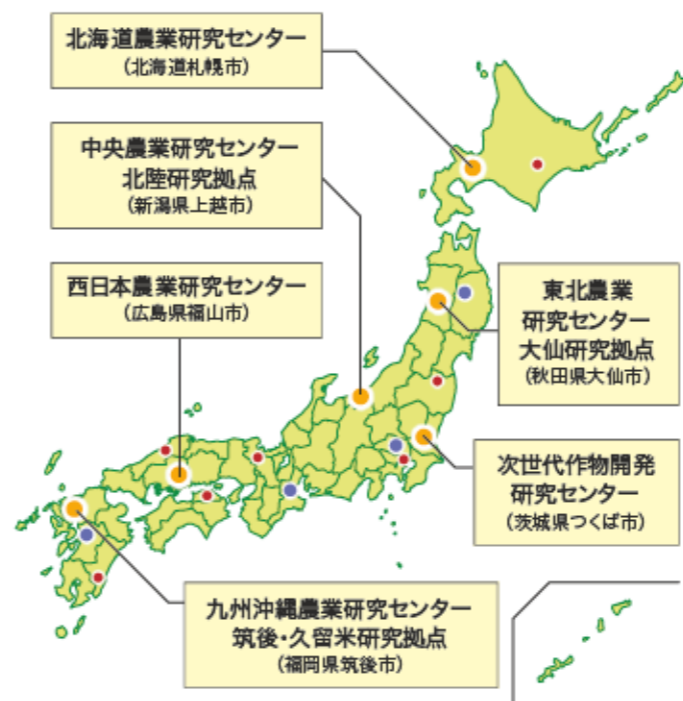 北海道農業研究センター
(北海道札幌市)
中央農業研究センター
北陸研究拠点
(新潟県上越市)
西日本農業研究センター
(広島県福山市)
東北農業
研究センター
大仙研究拠点
(秋田県大仙市)
次世代作物開発
研究センター
(茨城県つくば市)
九州沖縄農業研究センター
筑後・久留米研究拠点
(福岡県筑後市)